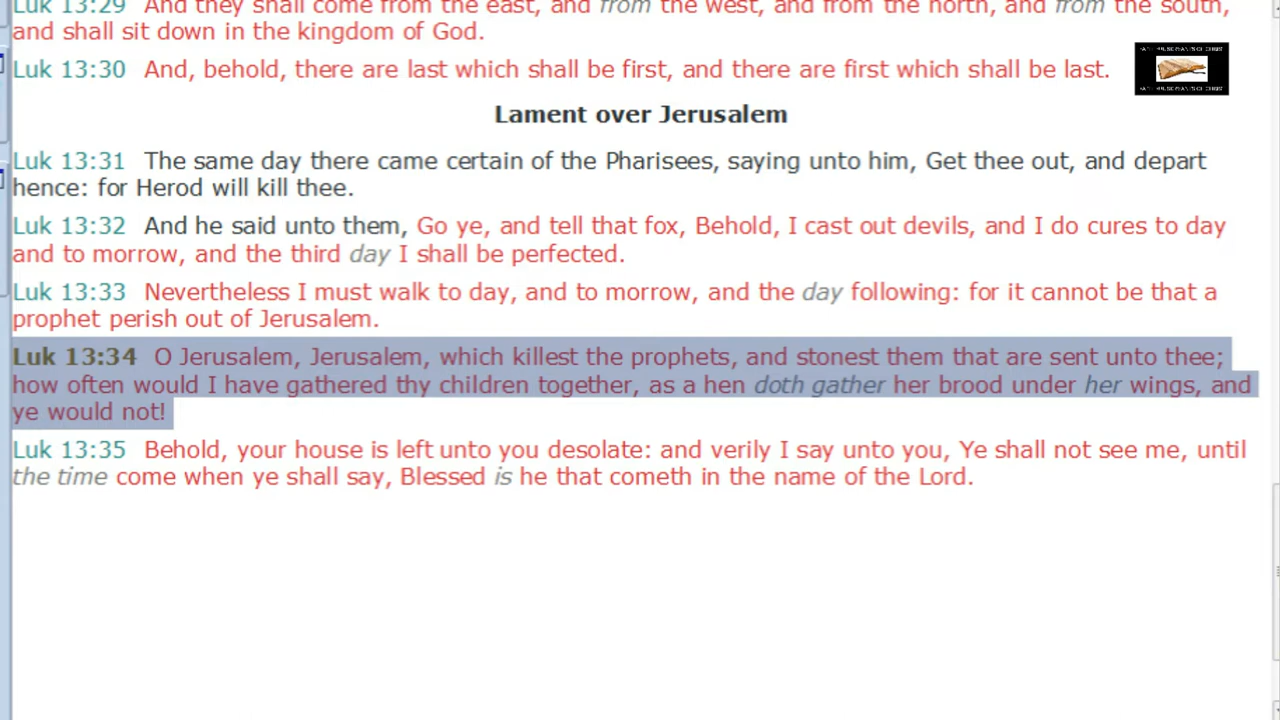 Luk 13:29 And they shall come from the east, and from the west, and from the north, and from the south,
and shall sit down in the kingdom of God.
Luk 13:30 And, behold, there are last which shall be first, and there are first which shall be last.
Lament over Jerusalem
Luk 13:31 The same day there came certain of the Pharisees, saying unto him, Get thee out, and depart
hence: for Herod will kill thee.
Luk 13:32 And he said unto them, Go ye, and tell that fox, Behold, I cast out devils, and I do cures to day
and to morrow, and the third day I shall be perfected.
Luk 13:33 Nevertheless I must walk to day, and to morrow, and the day following: for it cannot be that a
prophet perish out of Jerusalem.
Luk 13:34 O Jerusalem, Jerusalem, which killest the prophets, and stonest them that are sent unto thee;
how often would I have gathered thy children together, as a hen doth gather her brood under her wings, and
ye would not!
Luk 13:35 Behold, your house is left unto you desolate: and verily I say unto you, Ye shall not see me, until
the time come when ye shall say, Blessed is he that cometh in the name of the Lord.